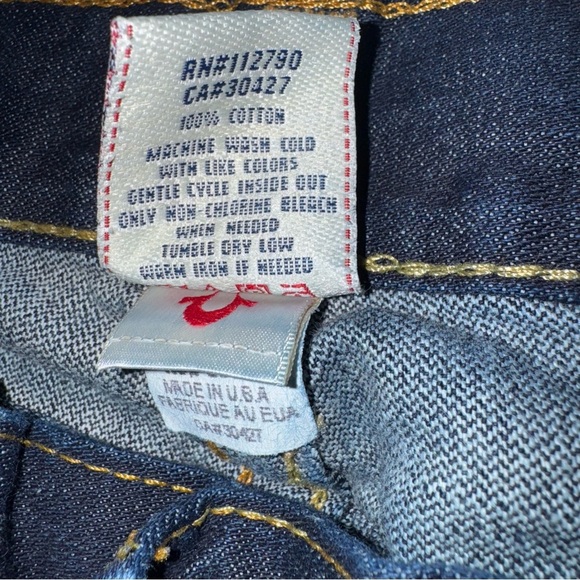 RN#112790
CA#30427
100% COTTON
MACHINE WASH COLD
WITH LIKE COLORS
GENTLE CYCLE INSIDE OUT
ONLY NON-CHLORINE BLEACH
WHEN NEEDED
TUMBLE DRY LOW
WARM IRON IF NEEDED
MADE IN U.S.A
FABRIQUE AU EUA
CA#30427